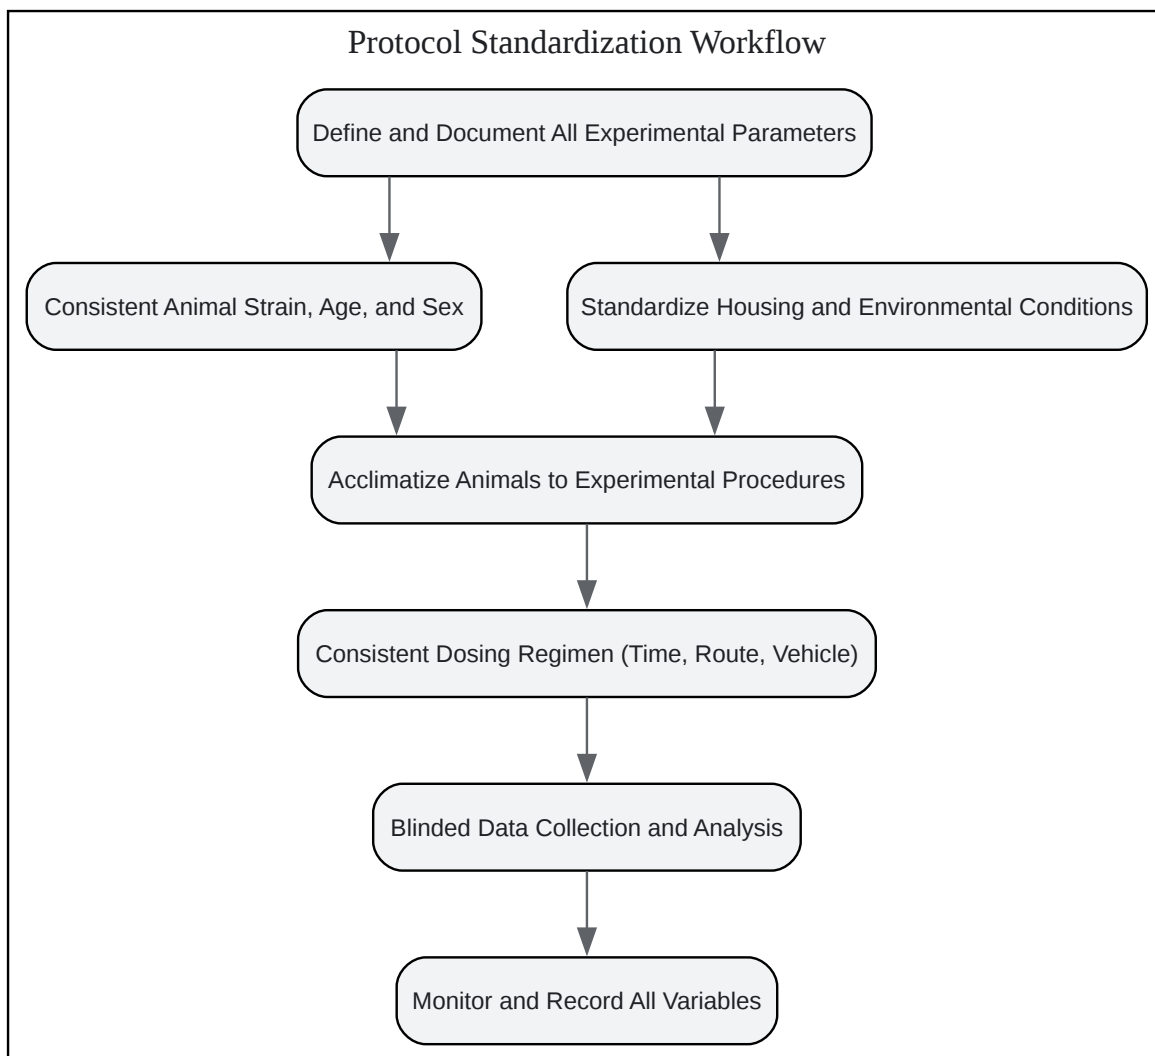 Protocol Standardization Workflow
Define and Document All Experimental Parameters
Consistent Animal Strain, Age, and Sex
Standardize Housing and Environmental Conditions
Acclimatize Animals to Experimental Procedures
Consistent Dosing Regimen (Time, Route, Vehicle)
Blinded Data Collection and Analysis
Monitor and Record All Variables